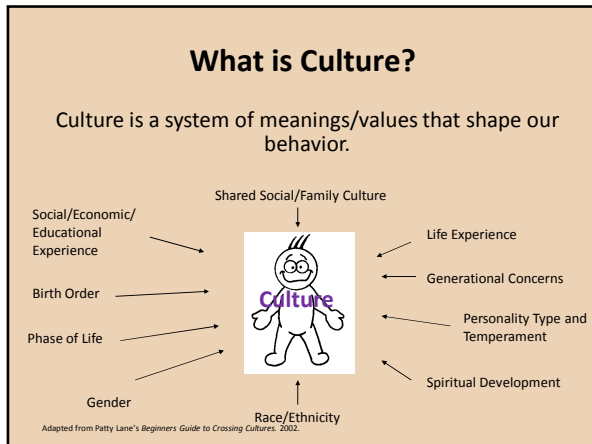 What is Culture?
Culture is a system of meanings/values that shape our
behavior.
Shared Social/Family Culture
Social/Economic/
Educational
Experience
Birth Order
Phase of Life
Gender
Culture
Life Experience
Generational Concerns
Personality Type and
Temperament
Spiritual Development
Race/Ethnicity
Adapted from Patty Lane's Beginners Guide to Crossing Cultures. 2002.